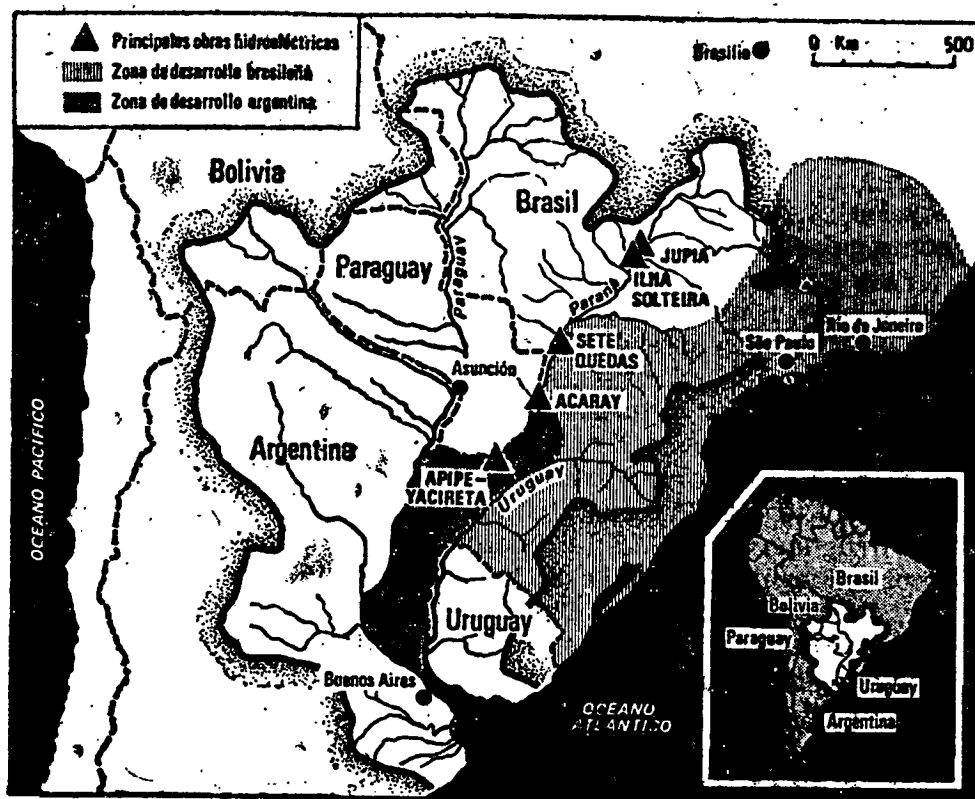 Principales obras hidroeléctricas
Zona de desarrollo brasileña
Zona de desarrollo argentina
Brasilia
0 Km 500
Bolivia
Brasil
Paraguay
Paraguay
JUPIA
ILHA
SOLTEIRA
Paraná
SETE
QUEDAS
São Paulo
Río de Janeiro
Asunción
ACARAY
Argentina
APIPE-
YACIRETA
Uruguay
OCEANO PACIFICO
Uruguay
Buenos Aires
OCEANO
ATLANTICO
Brasil
Bolivia
Paraguay
Uruguay
Argentina